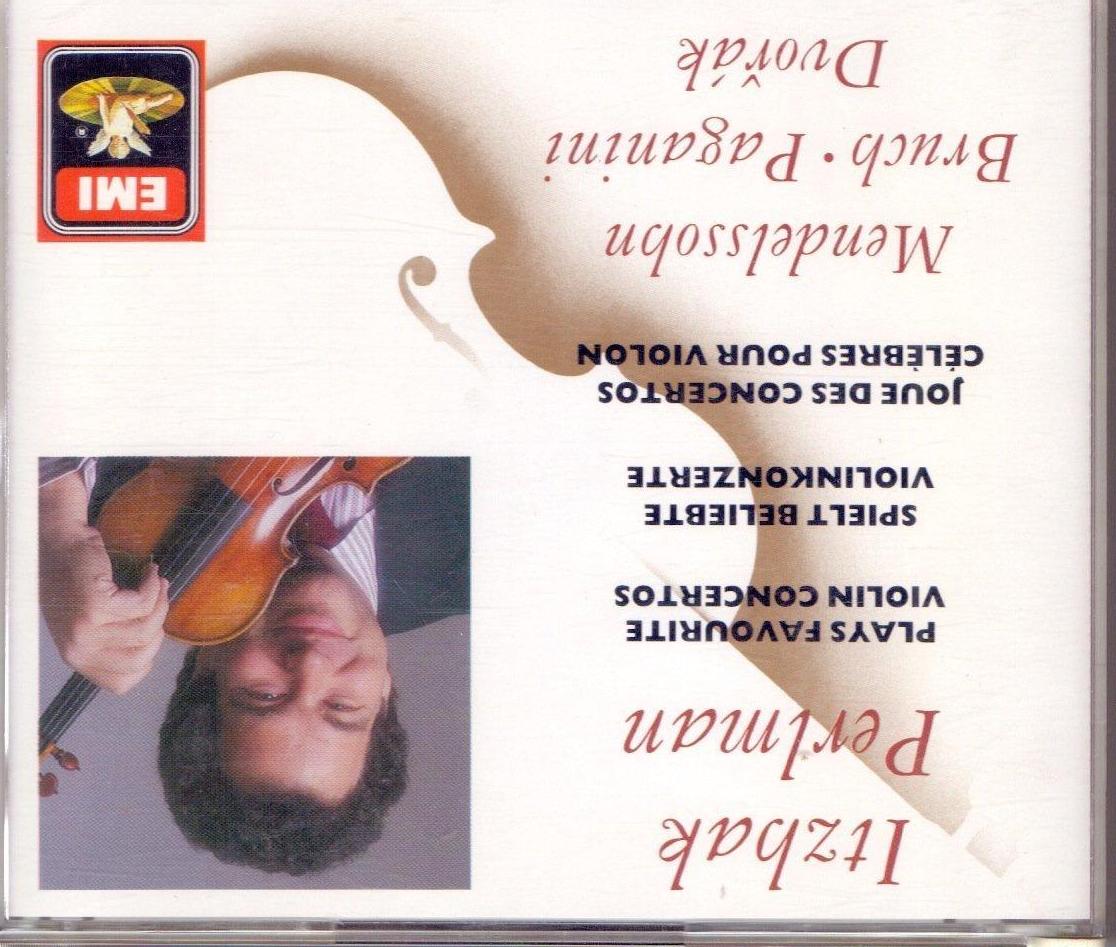 Itzhak
Perlman
PLAYS FAVOURITE
VIOLIN CONCERTOS
SPIELT BELIEBTE
VIOLINKONZERTE
JOUE DES CONCERTOS
CÉLÈBRES POUR VIOLON
Mendelssohn
Bruch · Paganini
Dvořák
EMI
®